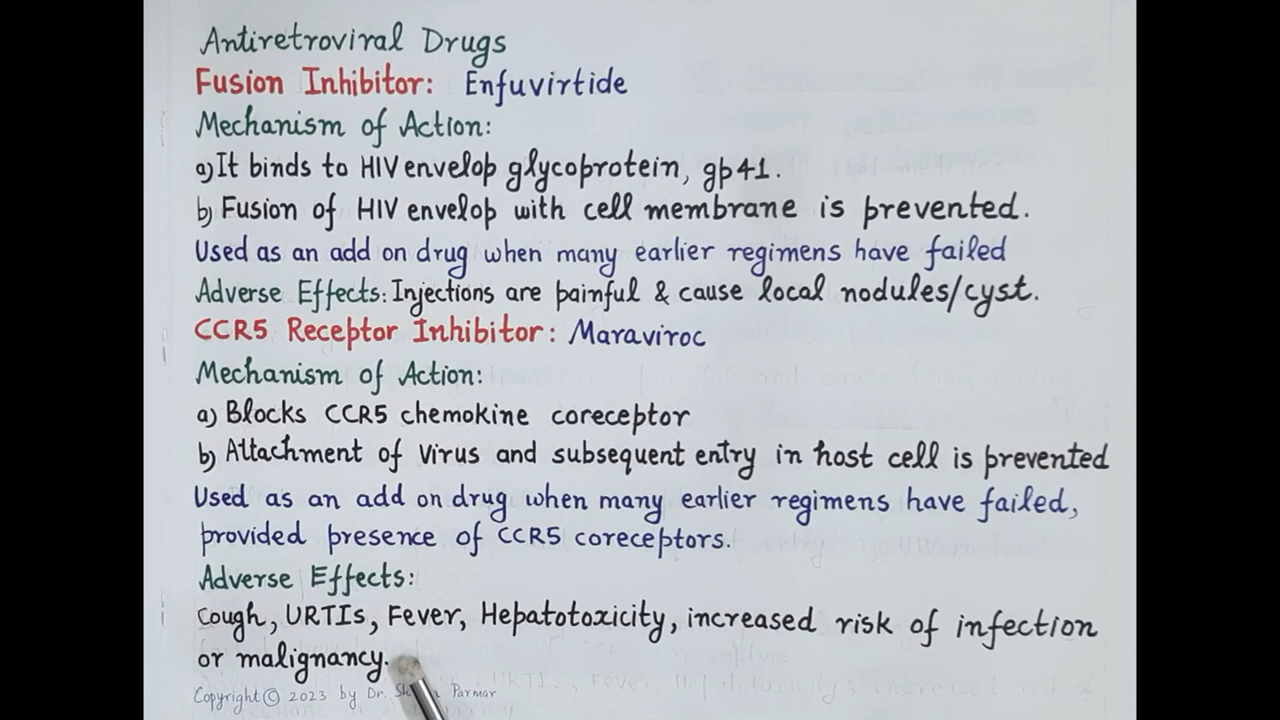 Antiretroviral Drugs
Fusion Inhibitor: Enfuvirtide
Mechanism of Action:
a) It binds to HIV envelop glycoprotein, gp41.
b) Fusion of HIV envelop with cell membrane is prevented.
Used as an add on drug when many earlier regimens have failed
Adverse Effects: Injections are painful & cause local nodules/cyst.
CCR5 Receptor Inhibitor: Maraviroc
Mechanism of Action:
a) Blocks CCR5 chemokine coreceptor
b) Attachment of Virus and subsequent entry in host cell is prevented
Used as an add on drug when many earlier regimens have failed,
provided presence of CCR5 coreceptors.
Adverse Effects:
Cough, URTIs, Fever, Hepatotoxicity, increased risk of infection
or malignancy.
Copyright © 2023 by Dr. Parmar